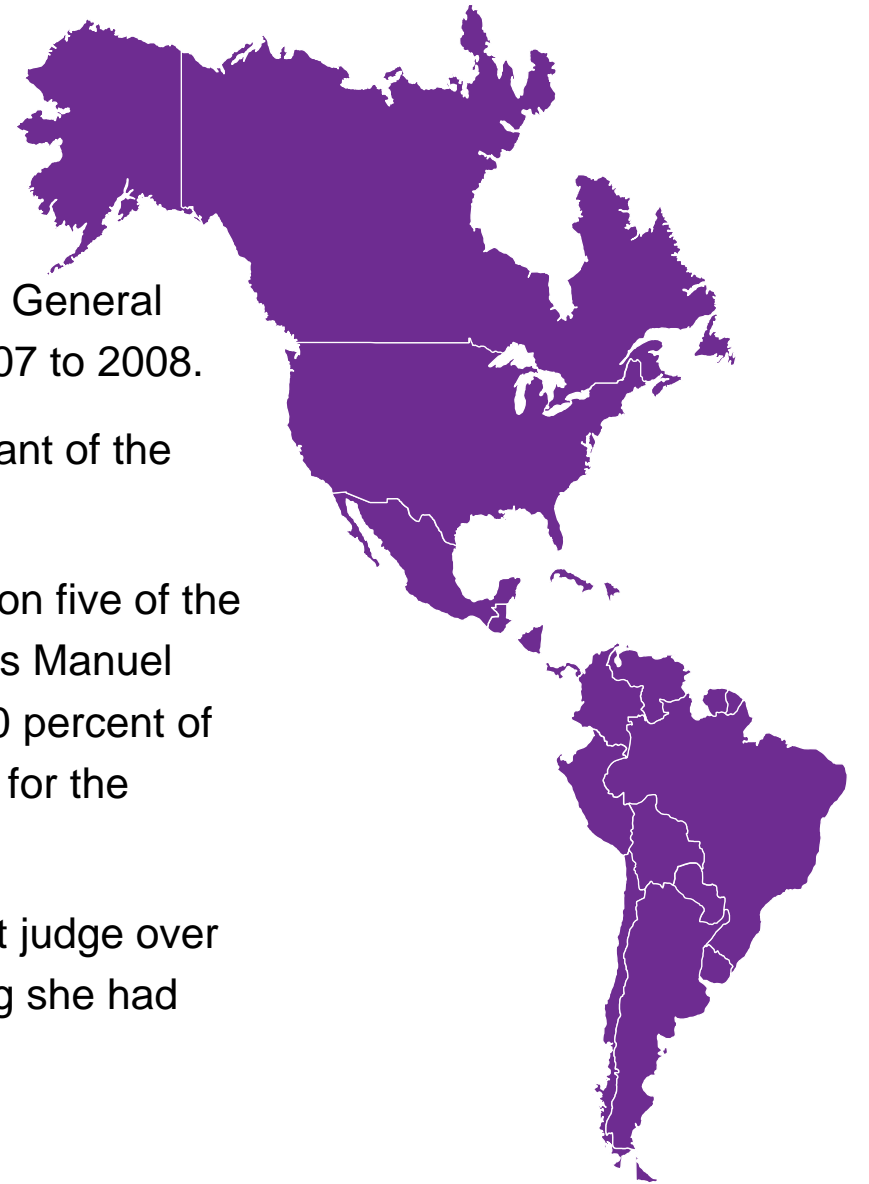 General
07 to 2008.
ant of the
on five of the
s Manuel
0 percent of
for the
t judge over
g she had